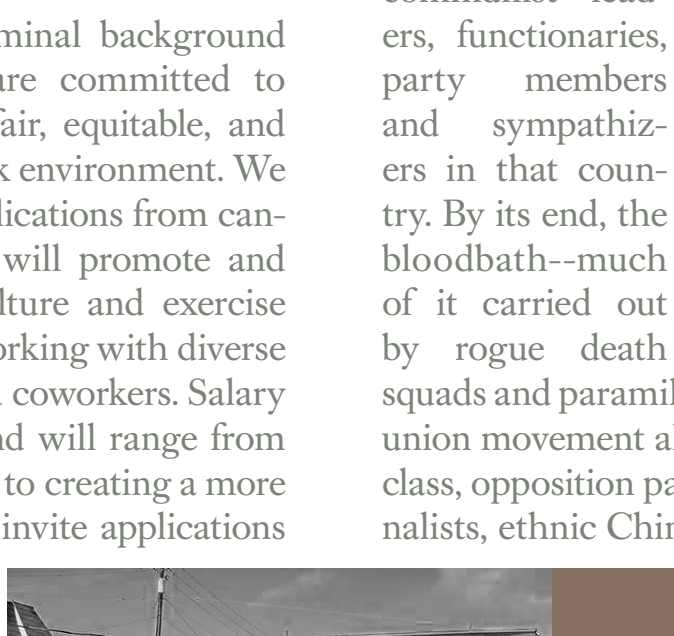 minal background
are committed to
fair, equitable, and
k environment. We
lications from can-
will promote and
lture and exercise
orking with diverse
coworkers. Salary
nd will range from
to creating a more
invite applications
communist lead-
ers, functionaries,
party members
and sympathiz-
ers in that coun-
try. By its end, the
bloodbath--much
of it carried out
by rogue death
squads and paramil
union movement al
class, opposition pa
nalists, ethnic Chin